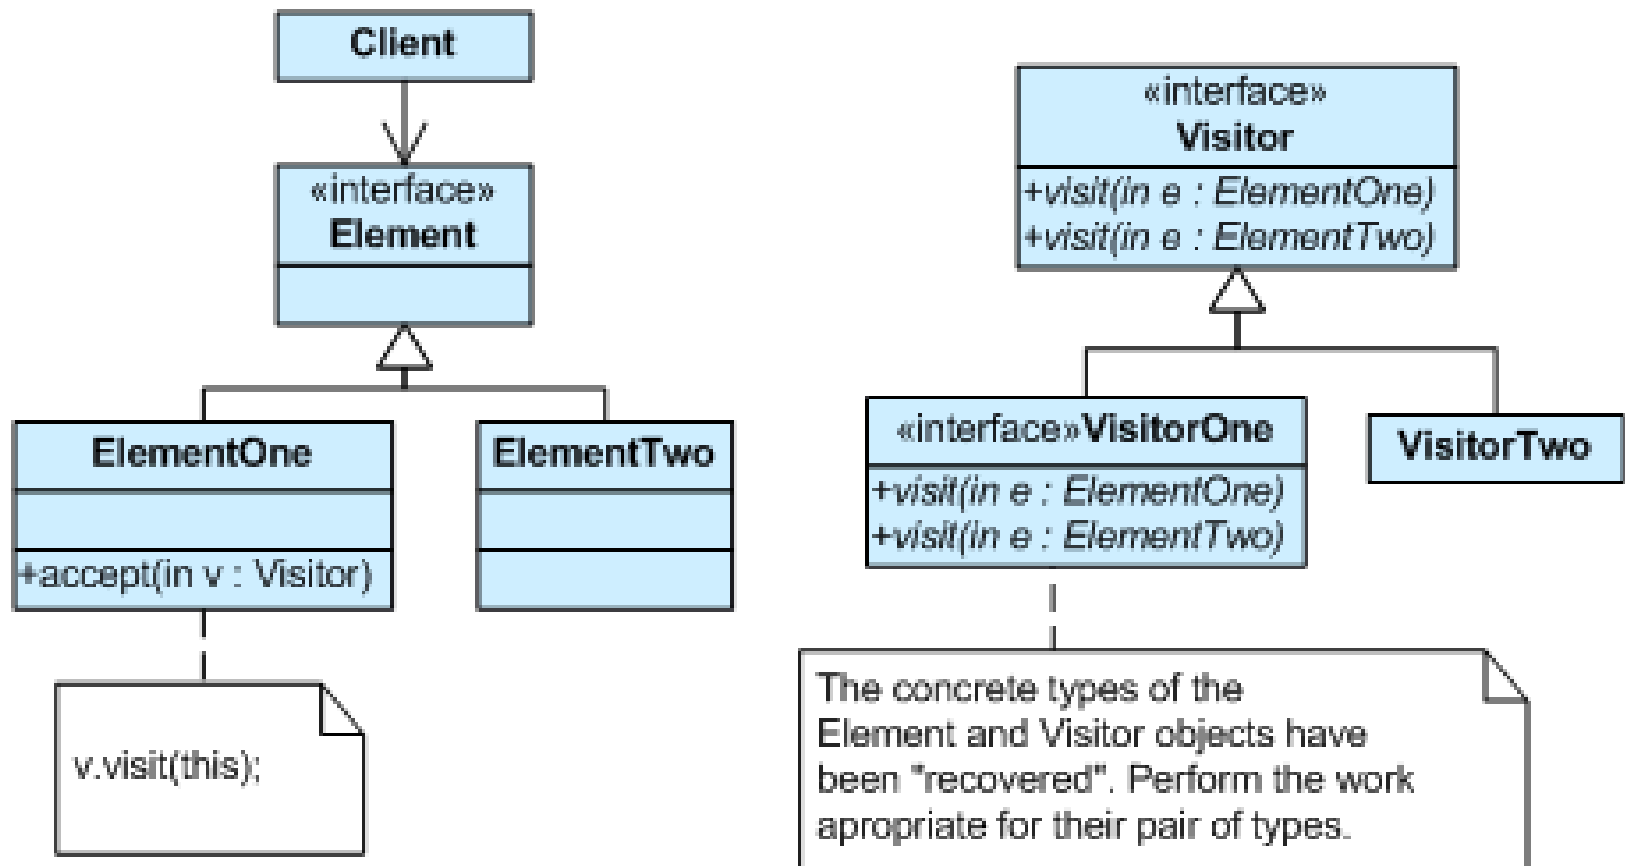 Client
«interface»
Element
ElementOne
+accept(in v : Visitor)
v.visit(this);
ElementTwo
«interface»
Visitor
+visit(in e : ElementOne)
+visit(in e : ElementTwo)
«interface»VisitorOne
+visit(in e : ElementOne)
+visit(in e : ElementTwo)
VisitorTwo
The concrete types of the
Element and Visitor objects have
been "recovered". Perform the work
apropriate for their pair of types.